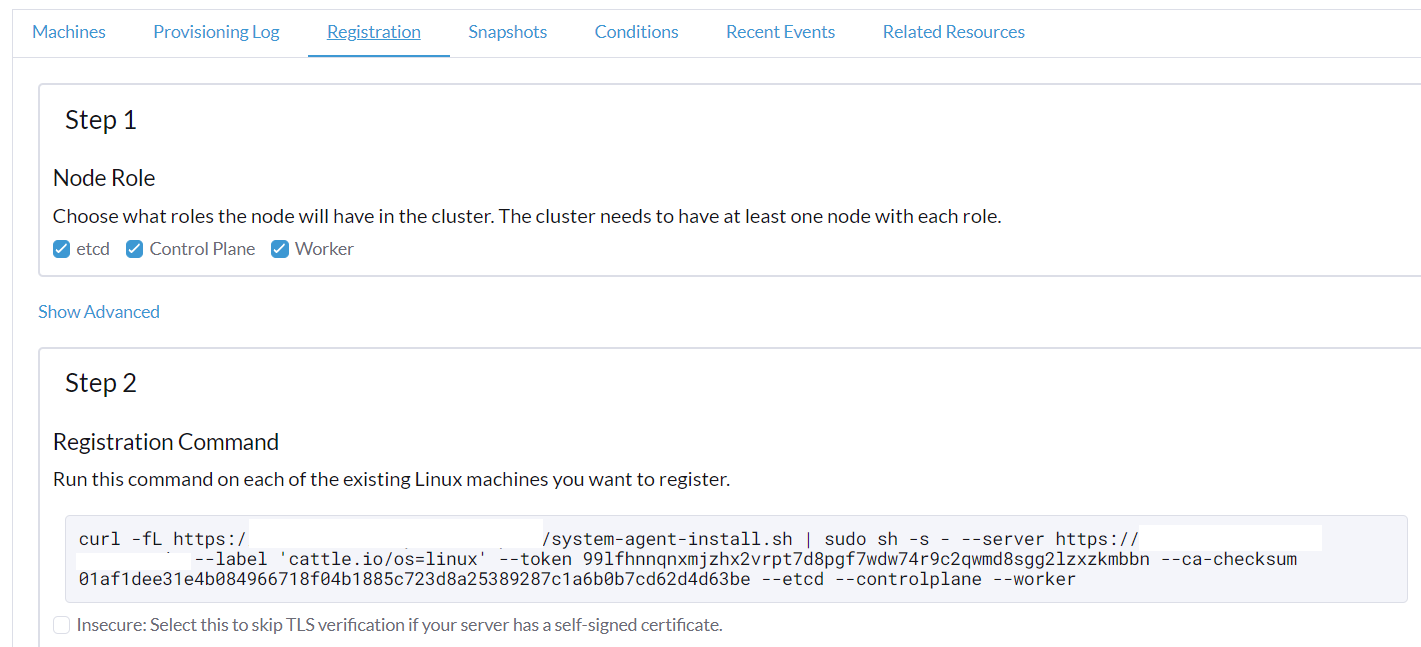 Machines Provisioning Log Registration Snapshots Conditions Recent Events Related Resources
Step 1
Node Role
Choose what roles the node will have in the cluster. The cluster needs to have at least one node with each role.
etcd Control Plane Worker
Show Advanced
Step 2
Registration Command
Run this command on each of the existing Linux machines you want to register.
curl -fL https:/ /system-agent-install.sh | sudo sh -s - --server https://
--label 'cattle.io/os=linux' --token 99lfhnnqnxmjzhx2vrpt7d8pgf7wdw74r9c2qwmd8sgg2lzxzkmbbn --ca-checksum
01af1dee31e4b084966718f04b1885c723d8a25389287c1a6b0b7cd62d4d63be --etcd --controlplane --worker
Insecure: Select this to skip TLS verification if your server has a self-signed certificate.